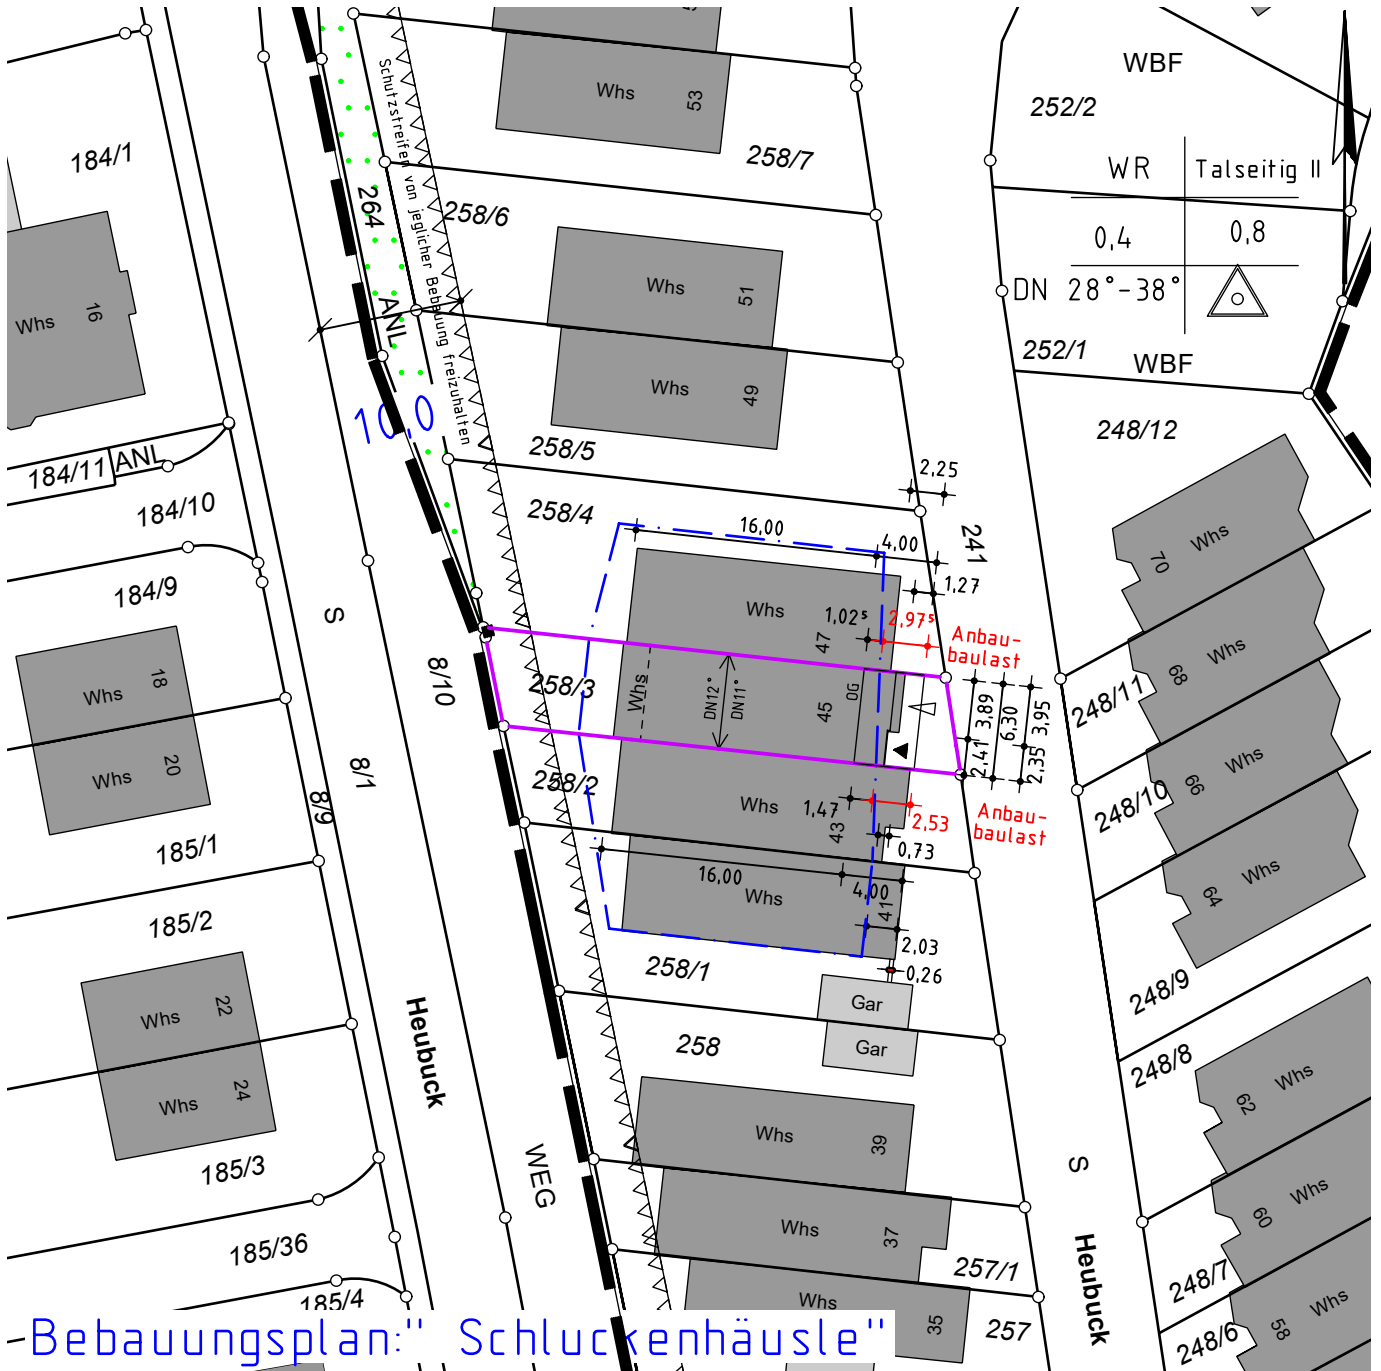 Whs
53
258/7
WBF
252/2
WR
Talseitig II
0,4
0,8
DN 28°-38°
252/1
WBF
248/12
184/1
Schutzstreifen von jeglicher Bebauung freizuhalten
264
258/6
Whs
16
Whs
51
ANL
Whs
49
10,0
258/5
184/11
ANL
184/10
2,25
258/4
16,00
4,00
241
Whs
70
184/9
1,27
S
Whs
1,02⁵
2,97⁵
Anbau-
baulast
47
Whs
68
8/10
Whs
18
258/3
Whs
DN12°
DN11°
45
OG
3,89
6,30
3,95
2,41
2,35
248/11
Whs
20
8/1
258/2
Whs
66
248/10
8/9
Whs
1,47
43
2,53
Anbau-
baulast
0,73
185/1
16,00
4,00
Whs
41
Whs
64
185/2
2,03
0,26
258/1
248/9
Whs
22
Heubuck
Gar
258
Gar
248/8
Whs
24
Whs
62
Whs
39
185/3
WEG
S
Whs
60
Whs
37
185/36
257/1
Heubuck
248/7
185/4
Whs
35
257
Whs
58
248/6
Bebauungsplan:" Schluckenhäusle"